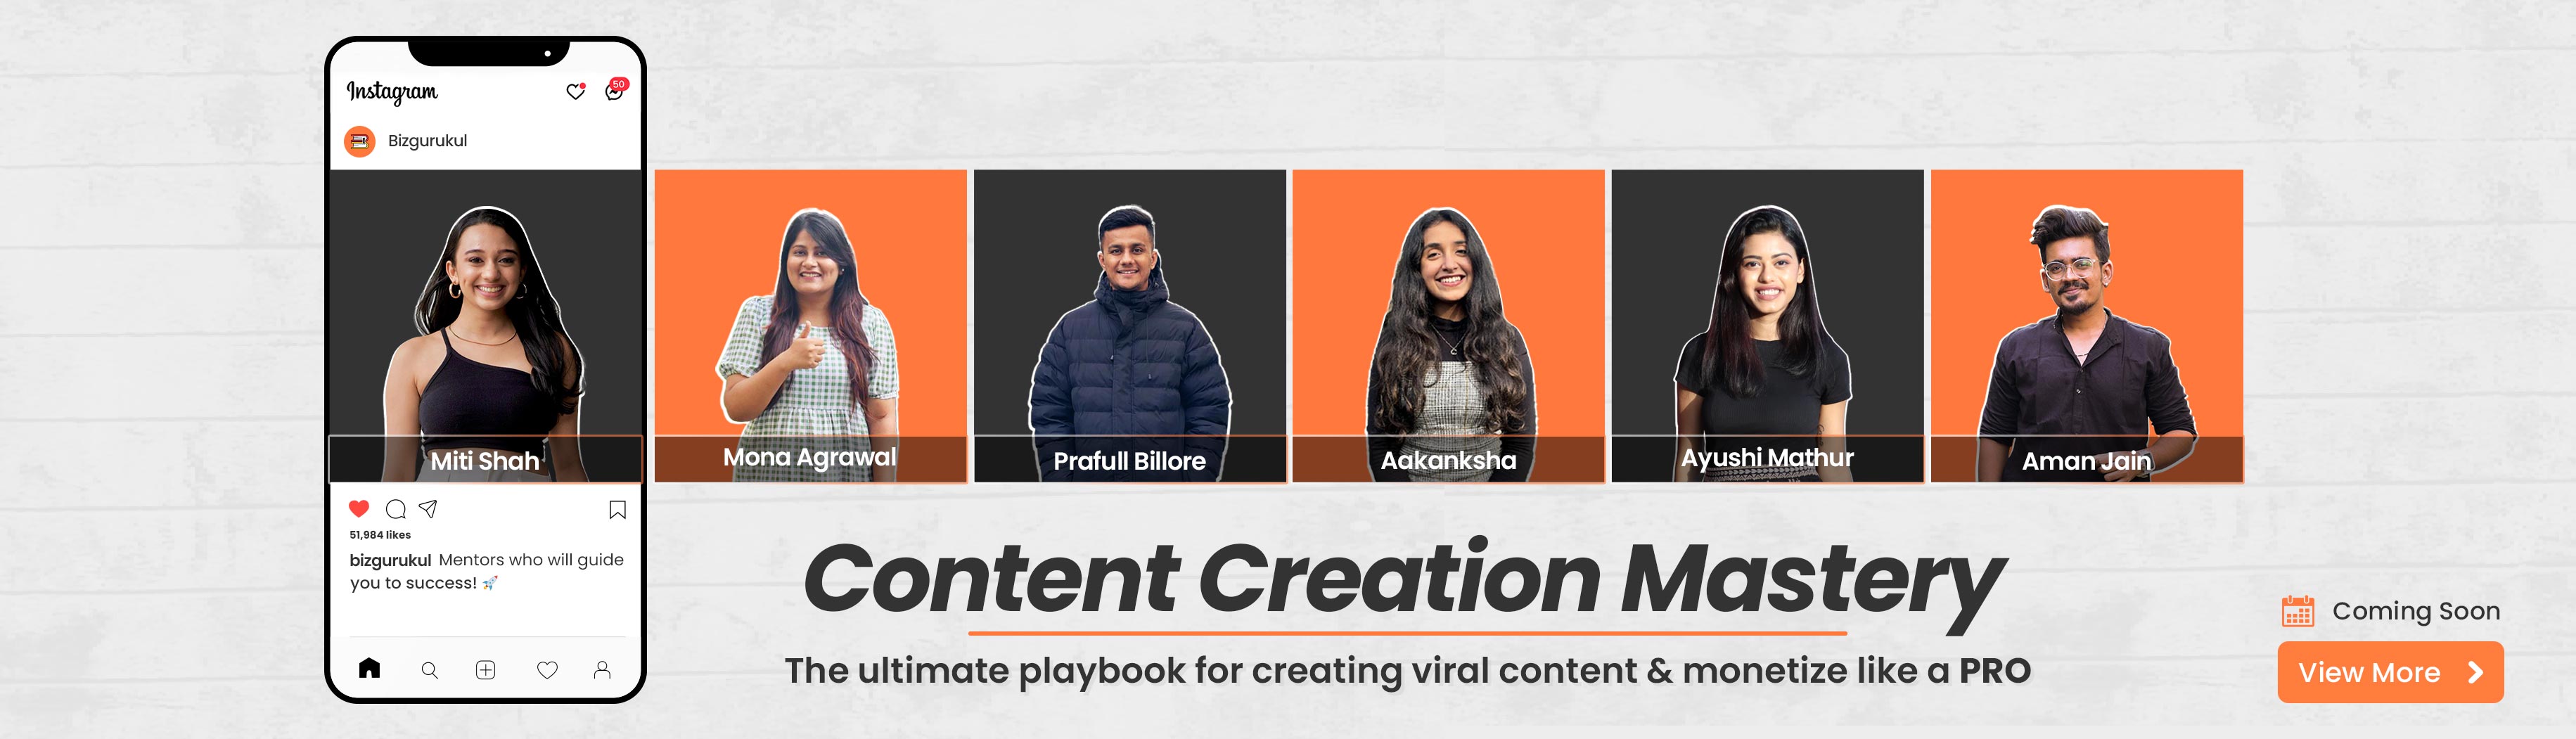 Instagram
50
Bizgurukul
Miti Shah
Mona Agrawal
Prafull Billore
Aakanksha
Ayushi Mathur
Aman Jain
51,984 likes
bizgurukul Mentors who will guide
you to success! 🚀
Content Creation Mastery
The ultimate playbook for creating viral content & monetize like a PRO
Coming Soon
View More